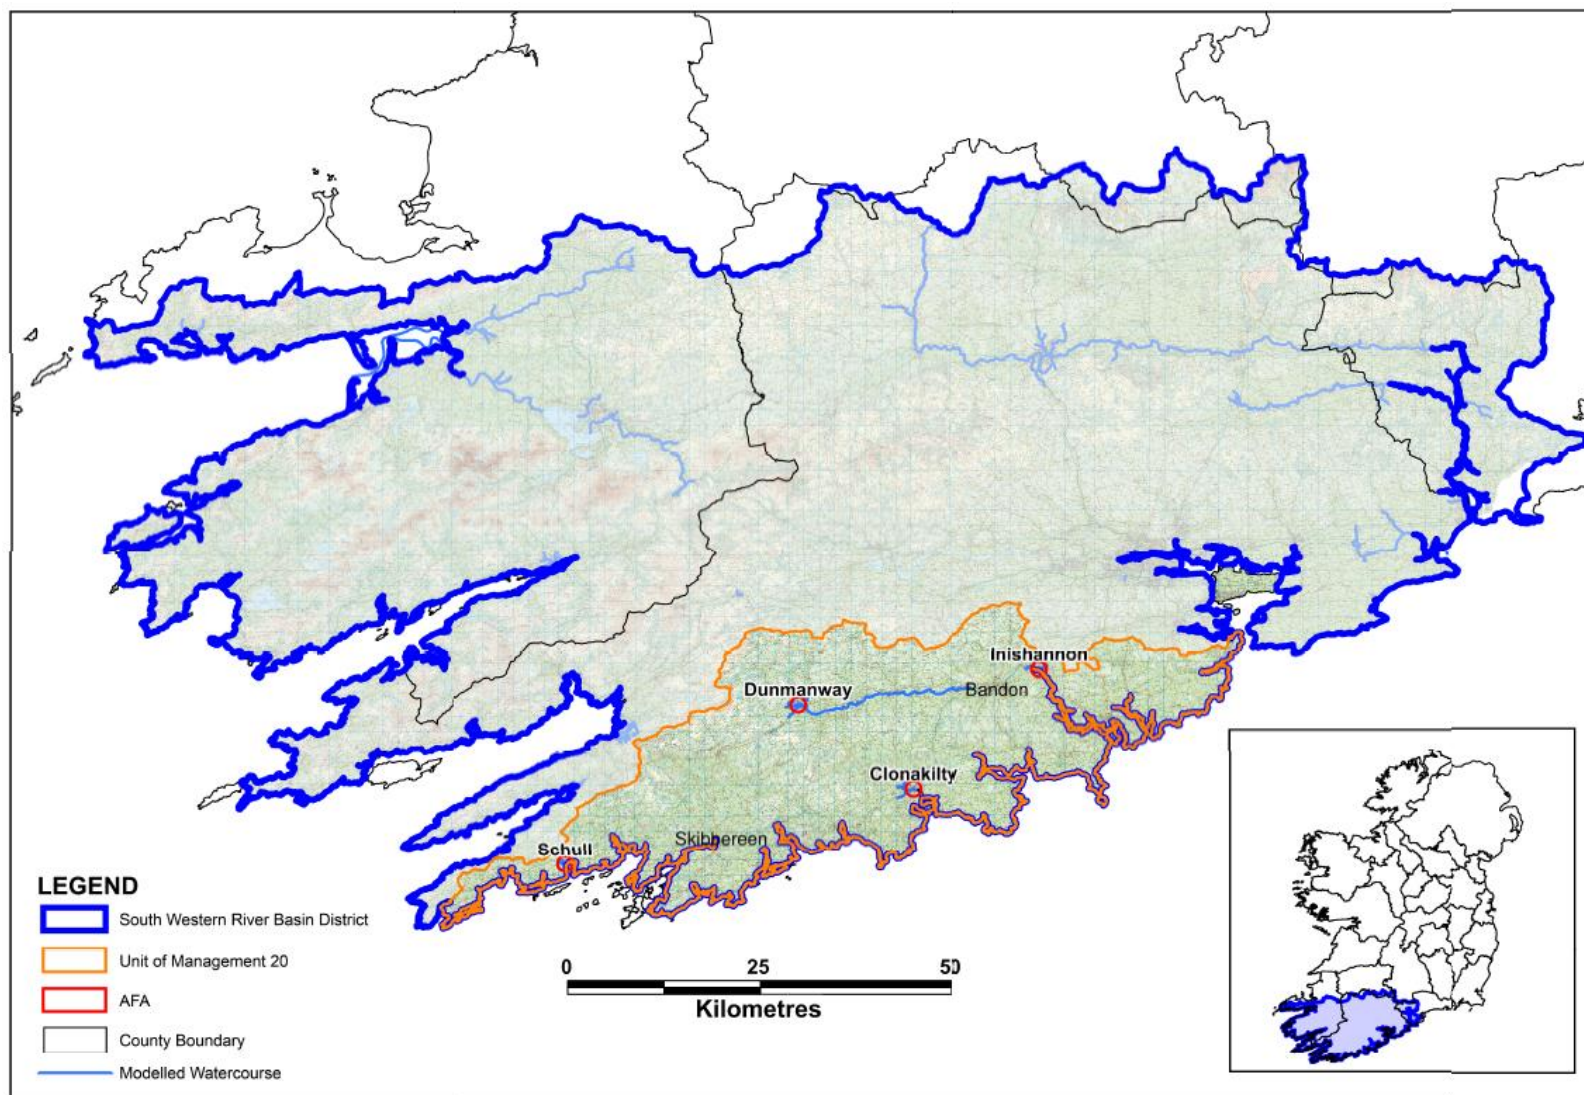 Inishannon
Bandon
Dunmanway
Clonakilty
Skibbereen
Schull
LEGEND
South Western River Basin District
Unit of Management 20
AFA
County Boundary
Modelled Watercourse
0 25 50
Kilometres